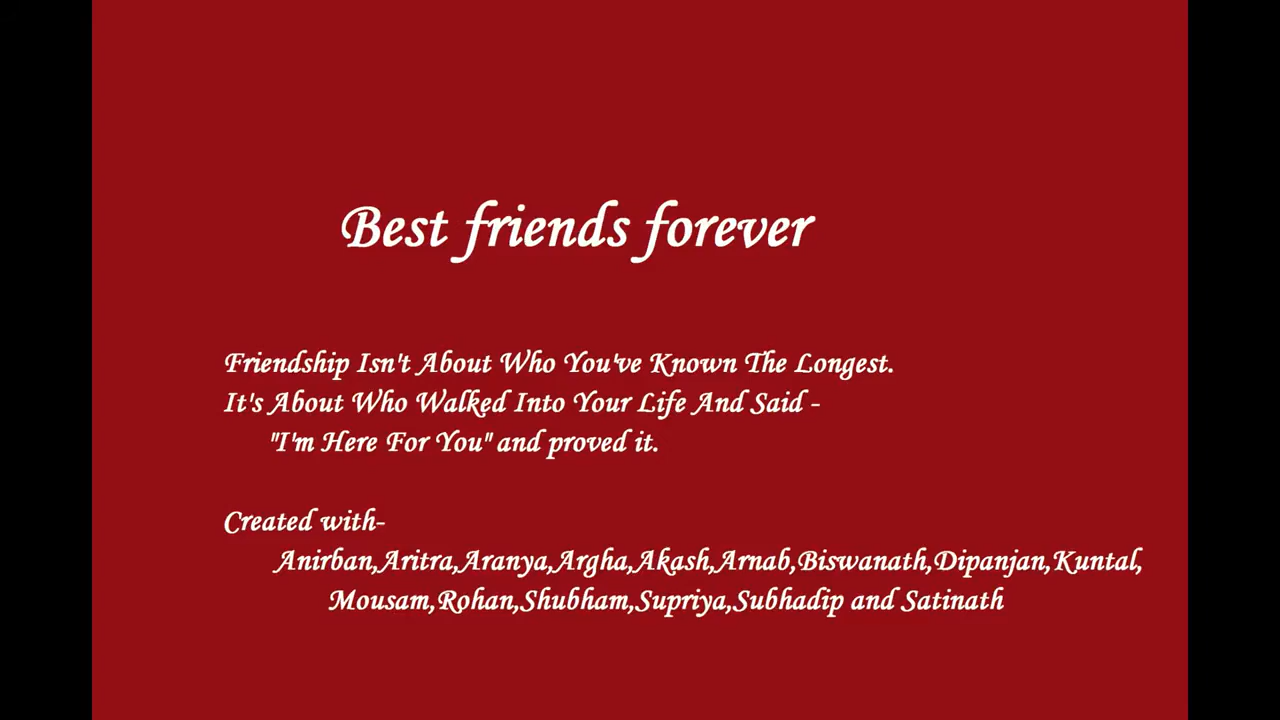 Best friends forever
Friendship Isn't About Who You've Known The Longest.
It's About Who Walked Into Your Life And Said -
"I'm Here For You" and proved it.
Created with-
Anirban,Aritra,Aranya,Argha,Akash,Arnab,Biswanath,Dipanjan,Kuntal,
Mousam,Rohan,Shubham,Supriya,Subhadip and Satinath